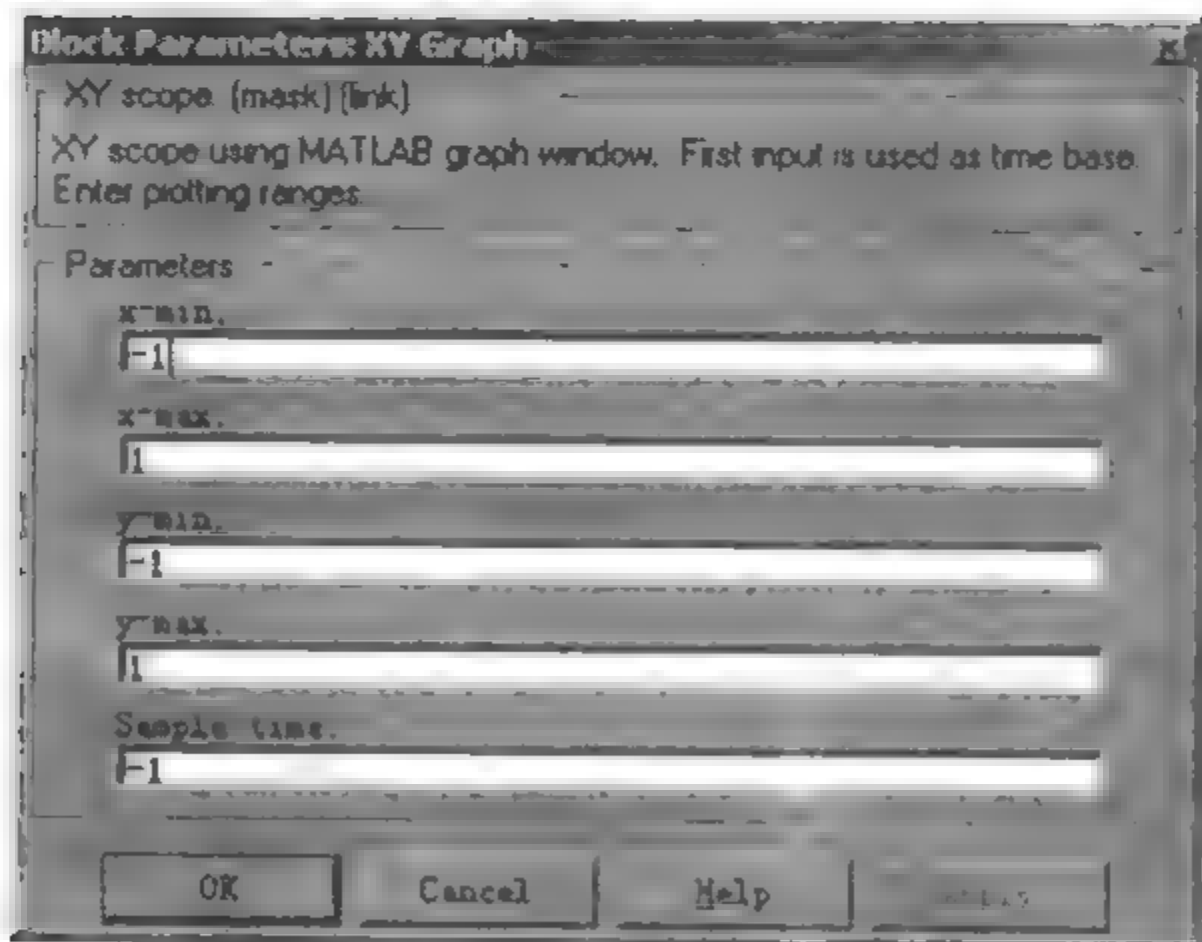 Block Parameters: XY Graph
XY scope. (mask) (link)
XY scope using MATLAB graph window. First input is used as time base.
Enter plotting ranges.
Parameters
x-min.
-1
x-max.
1
y-min.
-1
y-max.
1
Sample time.
-1
OK Cancel Help